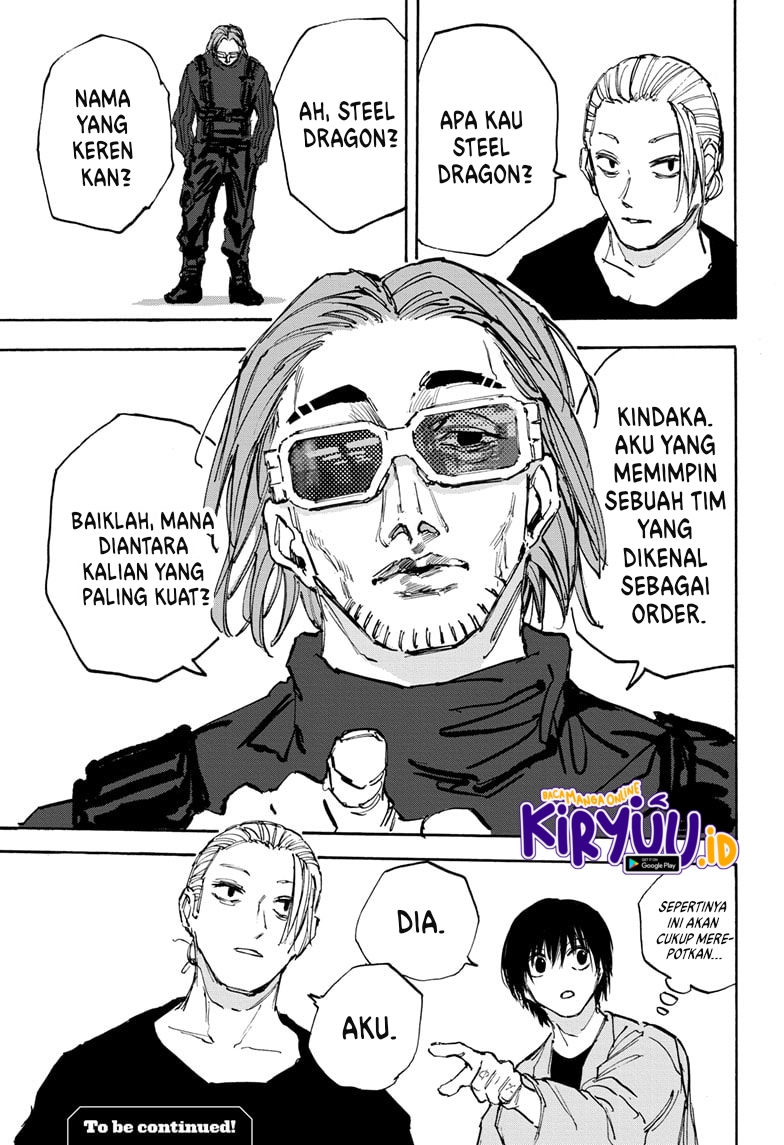 APA KAU
STEEL
DRAGON?
AH, STEEL
DRAGON?
NAMA
YANG
KEREN
KAN?
KINDAKA.
AKU YANG
MEMIMPIN
SEBUAH TIM
YANG
DIKENAL
SEBAGAI
ORDER.
BAIKLAH, MANA
DIANTARA
KALIAN YANG
PALING KUAT?
BACA MANGA ONLINE
KIRYUU.ID
GET IT ON
Google Play
SEPERTINYA
INI AKAN
CUKUP MERE-
POTKAN...
DIA.
AKU.
To be continued!